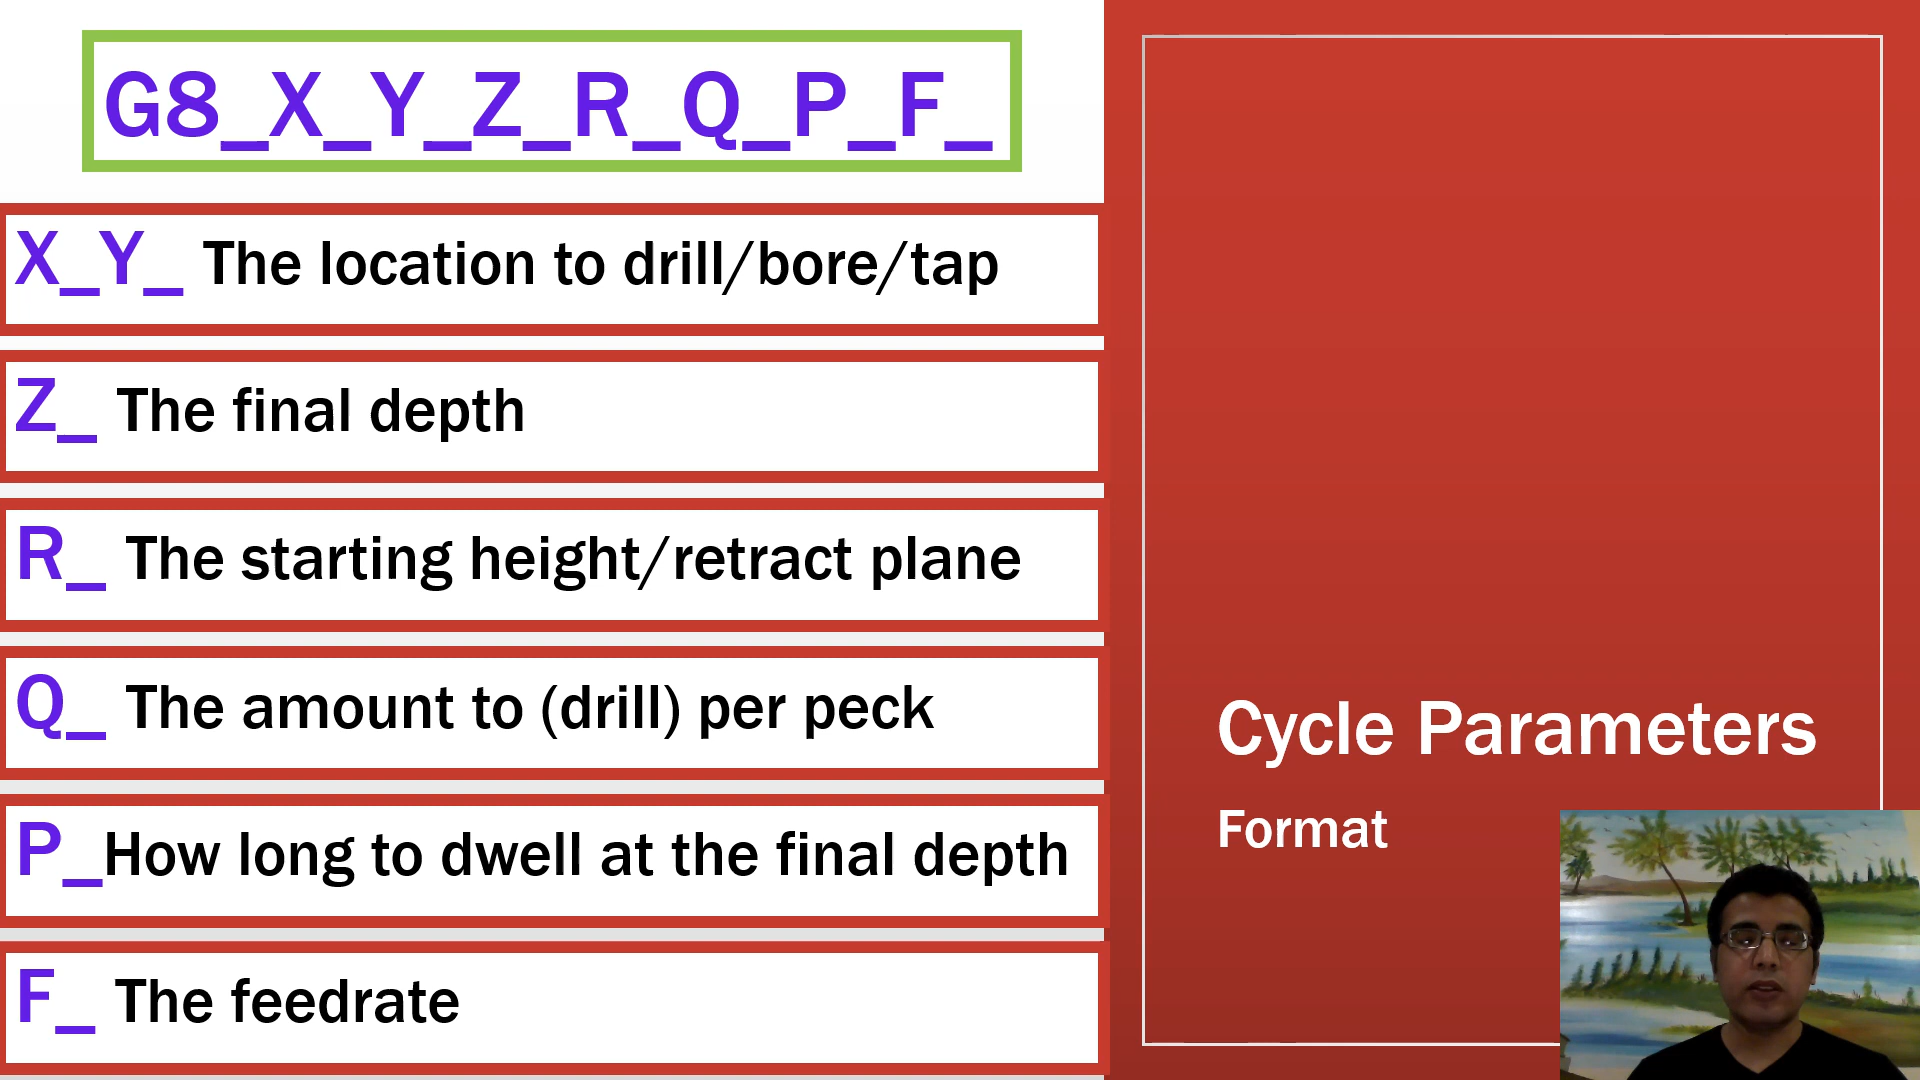 G8_X_Y_Z_R_Q_P_F_
X_Y_ The location to drill/bore/tap
Z_ The final depth
R_ The starting height/retract plane
Q_ The amount to (drill) per peck
P_How long to dwell at the final depth
F_ The feedrate
Cycle Parameters
Format